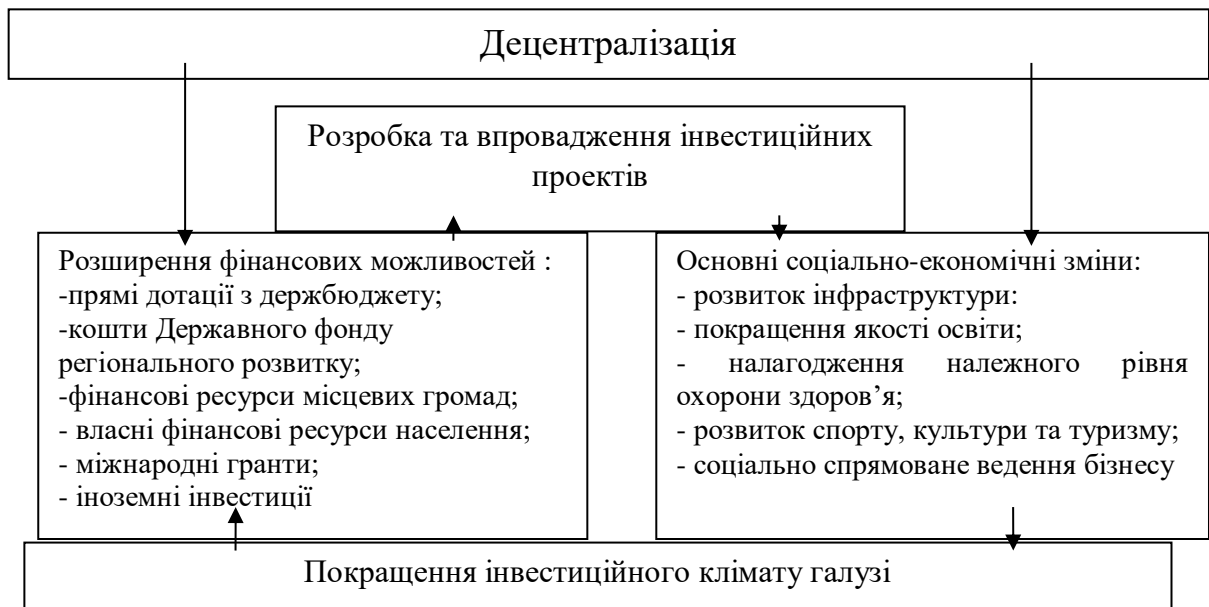 Децентралізація
Розробка та впровадження інвестиційних
проектів
Розширення фінансових можливостей :
-прямі дотації з держбюджету;
-кошти Державного фонду
регіонального розвитку;
-фінансові ресурси місцевих громад;
- власні фінансові ресурси населення;
- міжнародні гранти;
- іноземні інвестиції
Основні соціально-економічні зміни:
- розвиток інфраструктури:
- покращення якості освіти;
- налагодження належного рівня
охорони здоров’я;
- розвиток спорту, культури та туризму;
- соціально спрямоване ведення бізнесу
Покращення інвестиційного клімату галузі